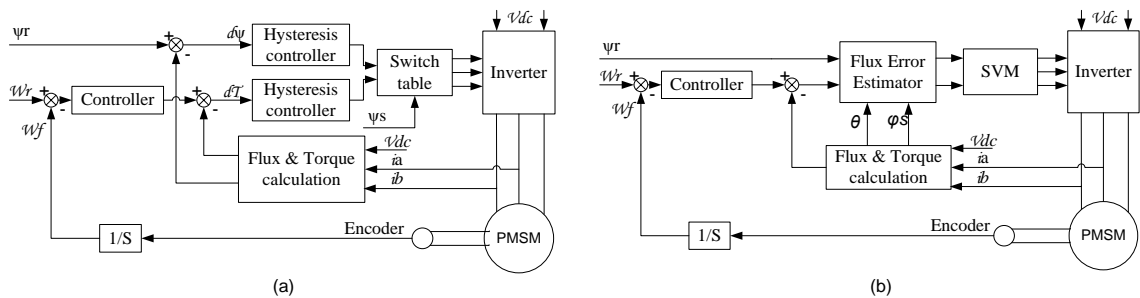 Vdc
ψr
+
-
dψ
Hysteresis
controller
Switch
table
Inverter
Wr
+
-
Controller
+
-
dT
Hysteresis
controller
Wf
ψs
Flux & Torque
calculation
Vdc
ia
ib
1/S
Encoder
PMSM
(a)
Vdc
ψr
Flux Error
Estimator
SVM
Inverter
Wr
+
-
Controller
+
-
Wf
θ
φs
Flux & Torque
calculation
Vdc
ia
ib
1/S
Encoder
PMSM
(b)